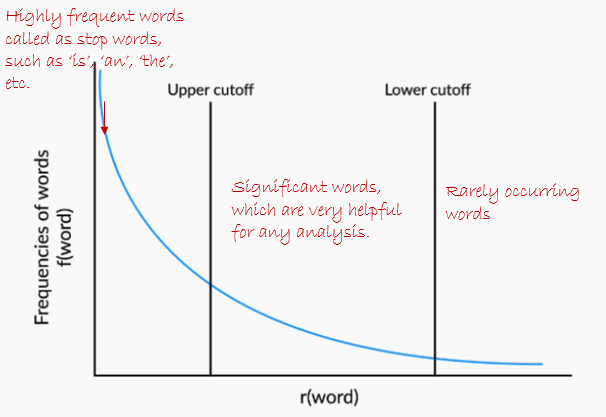 Highly frequent words
called as stop words,
such as 'is', 'an', 'the',
etc.
Upper cutoff
Lower cutoff
Significant words,
which are very helpful
for any analysis.
Rarely occurring
words
Frequencies of words
f(word)
r(word)